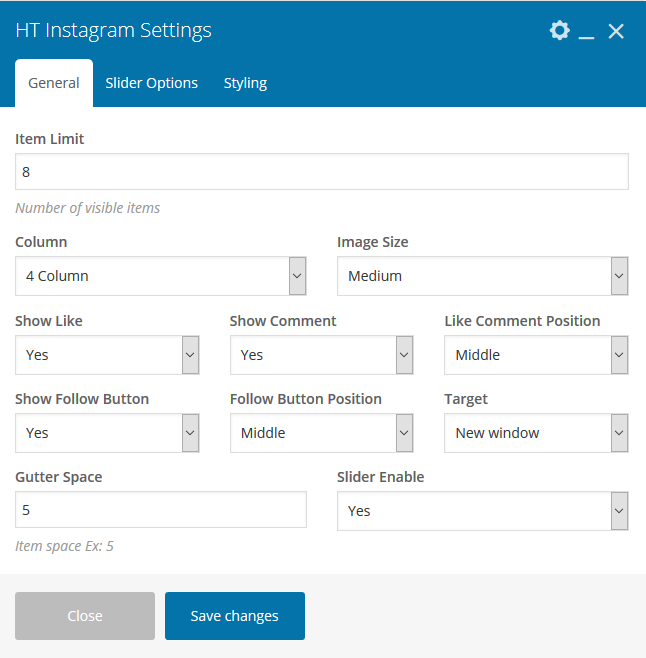 HT Instagram Settings
General Slider Options Styling
Item Limit
8
Number of visible items
Column Image Size
4 Column Medium
Show Like Show Comment Like Comment Position
Yes Yes Middle
Show Follow Button Follow Button Position Target
Yes Middle New window
Gutter Space Slider Enable
5 Yes
Item space Ex: 5
Close Save changes